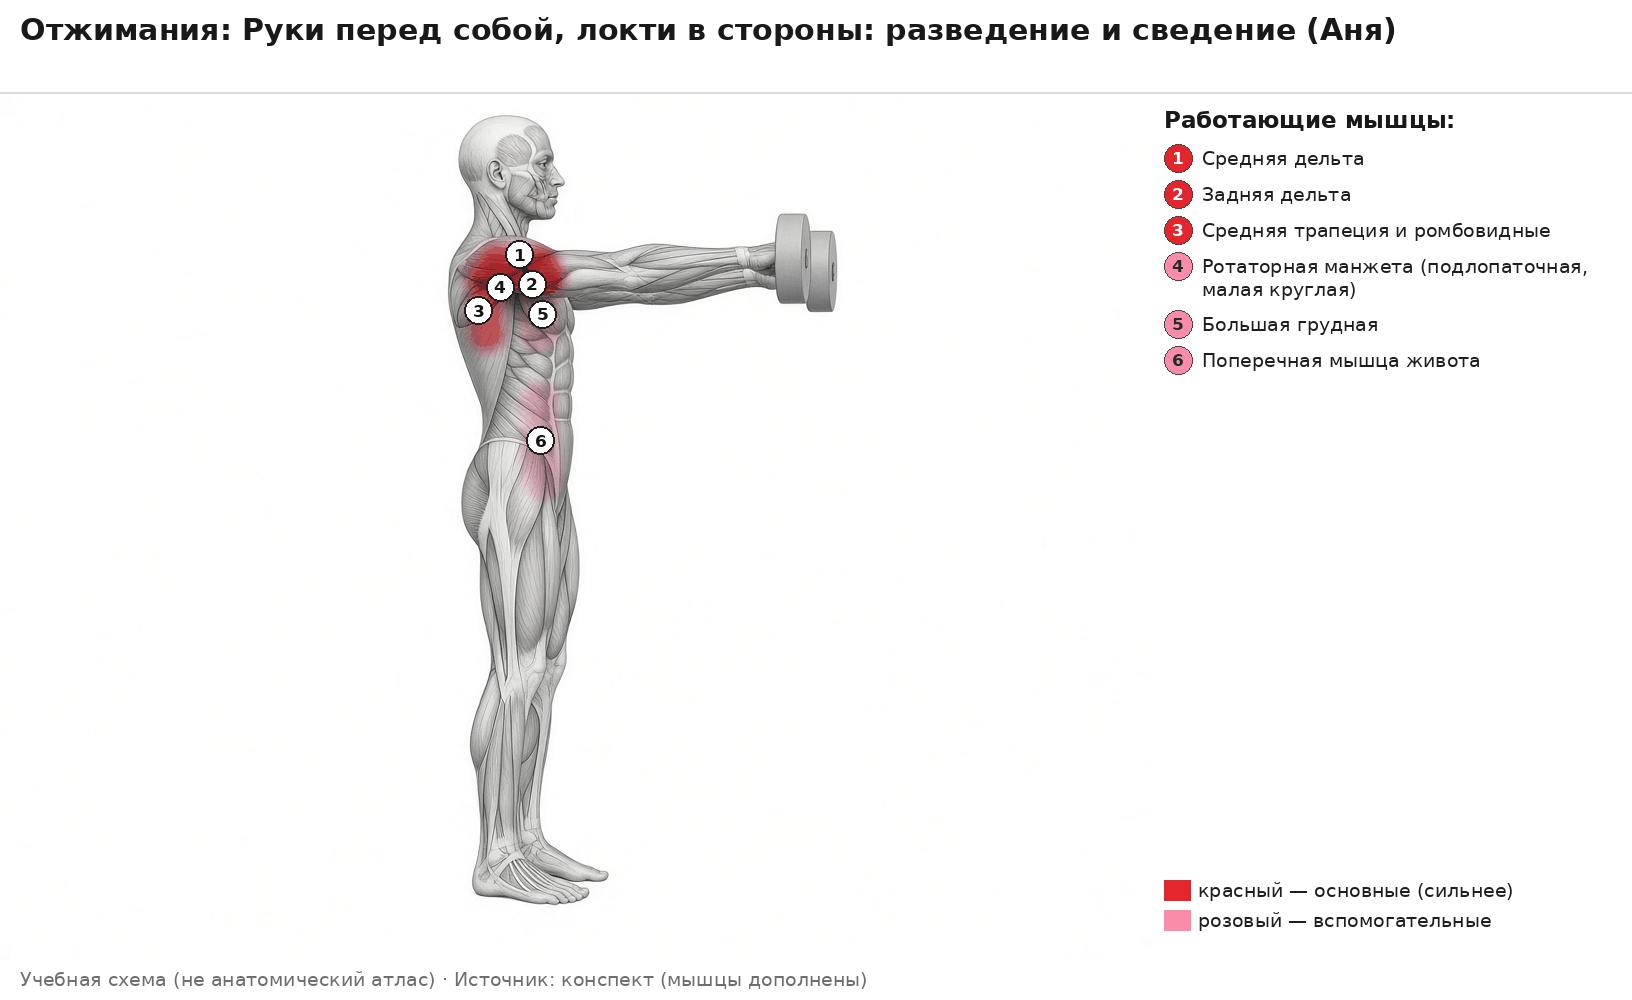 Отжимания: Руки перед собой, локти в стороны: разведение и сведение (Аня)
Работающие мышцы:
1 Средняя дельта
2 Задняя дельта
3 Средняя трапеция и ромбовидные
4 Ротаторная манжета (подлопаточная,
малая круглая)
5 Большая грудная
6 Поперечная мышца живота
1
4
2
3
5
6
красный — основные (сильнее)
розовый — вспомогательные
Учебная схема (не анатомический атлас) · Источник: конспект (мышцы дополнены)